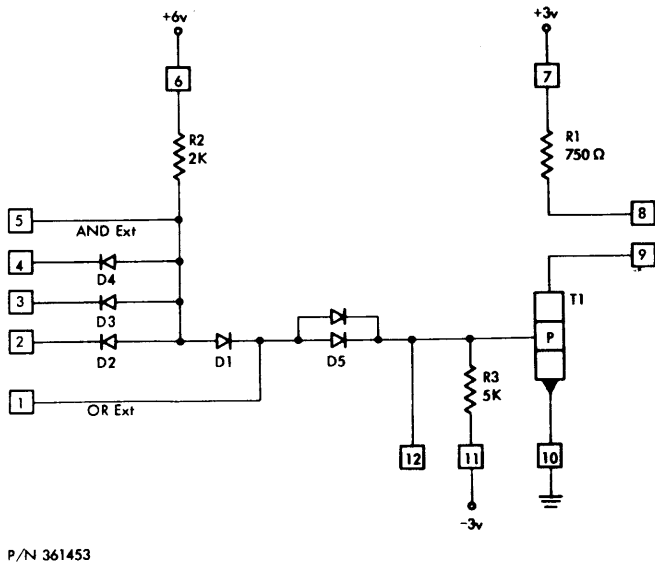 +6v
+3v
6
7
R2
2K
R1
750 Ω
5
AND Ext
8
4
D4
9
3
D3
T1
2
D2
D1
D5
P
R3
5K
1
OR Ext
12
11
10
-3v
P/N 361453